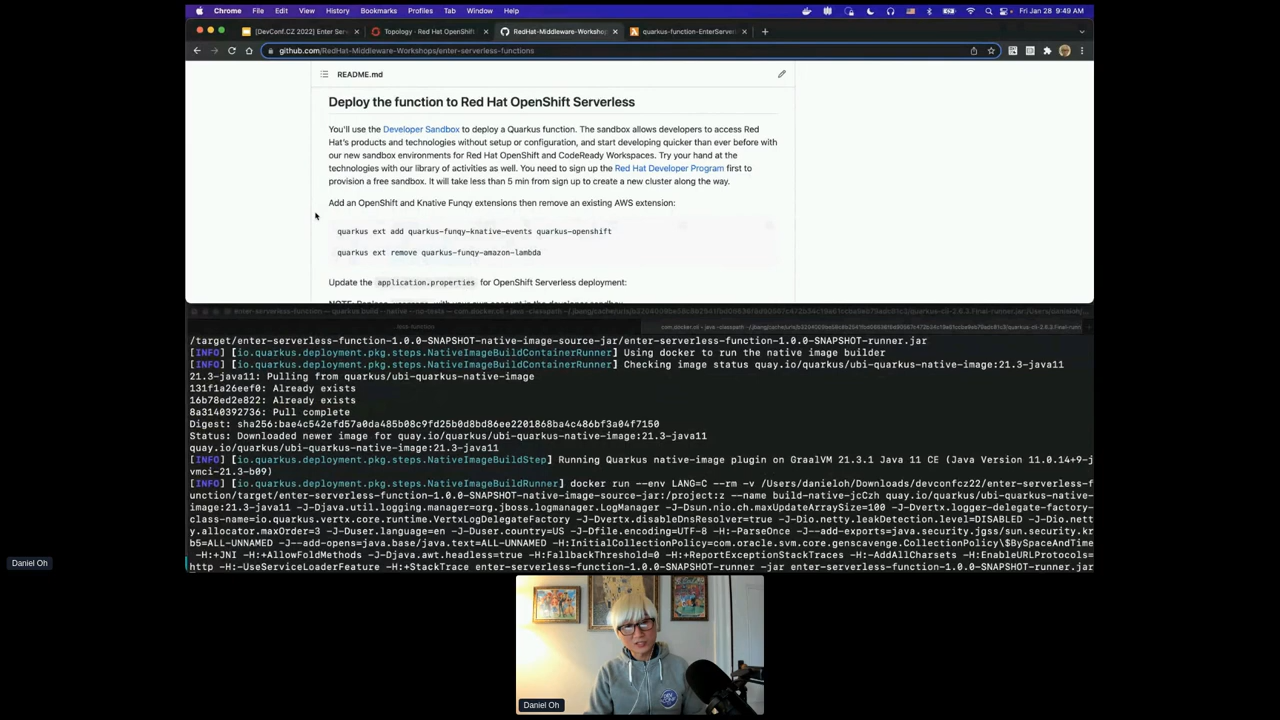 Chrome File Edit View History Bookmarks Profiles Tab Window Help Fri Jan 28 9:49 AM
[DevConf.CZ 2022] Enter Serv Topology · Red Hat OpenShift RedHat-Middleware-Workshop quarkus-function-EnterServerl
github.com/RedHat-Middleware-Workshops/enter-serverless-functions
README.md
Deploy the function to Red Hat OpenShift Serverless
You'll use the Developer Sandbox to deploy a Quarkus function. The sandbox allows developers to access Red
Hat's products and technologies without setup or configuration, and start developing quicker than ever before with
our new sandbox environments for Red Hat OpenShift and CodeReady Workspaces. Try your hand at the
technologies with our library of activities as well. You need to sign up the Red Hat Developer Program first to
provision a free sandbox. It will take less than 5 min from sign up to create a new cluster along the way.
Add an OpenShift and Knative Funqy extensions then remove an existing AWS extension:
quarkus ext add quarkus-funqy-knative-events quarkus-openshift
quarkus ext remove quarkus-funqy-amazon-lambda
Update the application.properties for OpenShift Serverless deployment:
/target/enter-serverless-function-1.0.0-SNAPSHOT-native-image-source-jar/enter-serverless-function-1.0.0-SNAPSHOT-runner.jar
[INFO] [io.quarkus.deployment.pkg.steps.NativeImageBuildContainerRunner] Using docker to run the native image builder
[INFO] [io.quarkus.deployment.pkg.steps.NativeImageBuildContainerRunner] Checking image status quay.io/quarkus/ubi-quarkus-native-image:21.3-java11
21.3-java11: Pulling from quarkus/ubi-quarkus-native-image
131f1a26eef0: Already exists
16b78ed2e822: Already exists
8a3140392736: Pull complete
Digest: sha256:bae4c542efd57a0da485b08c9fd25b0d8bd86ee2201868ba4c486bf3a04f7150
Status: Downloaded newer image for quay.io/quarkus/ubi-quarkus-native-image:21.3-java11
quay.io/quarkus/ubi-quarkus-native-image:21.3-java11
[INFO] [io.quarkus.deployment.pkg.steps.NativeImageBuildStep] Running Quarkus native-image plugin on GraalVM 21.3.1 Java 11 CE (Java Version 11.0.14+9-j
vmci-21.3-b09)
[INFO] [io.quarkus.deployment.pkg.steps.NativeImageBuildRunner] docker run --env LANG=C --rm -v /Users/danieloh/Downloads/devconfcz22/enter-serverless-f
unction/target/enter-serverless-function-1.0.0-SNAPSHOT-native-image-source-jar:/project:z --name build-native-jcCzh quay.io/quarkus/ubi-quarkus-native-
image:21.3-java11 -J-Djava.util.logging.manager=org.jboss.logmanager.LogManager -J-Dsun.nio.ch.maxUpdateArraySize=100 -J-Dvertx.logger-delegate-factory-
class-name=io.quarkus.vertx.core.runtime.VertxLogDelegateFactory -J-Dvertx.disableDnsResolver=true -J-Dio.netty.leakDetection.level=DISABLED -J-Dio.nett
y.allocator.maxOrder=3 -J-Duser.language=en -J-Duser.country=US -J-Dfile.encoding=UTF-8 -H:-ParseOnce -J--add-exports=java.security.jgss/sun.security.kr
b5=ALL-UNNAMED -J--add-opens=java.base/java.text=ALL-UNNAMED -H:InitialCollectionPolicy=com.oracle.svm.core.genscavenge.CollectionPolicy\$BySpaceAndTime
-H:+JNI -H:+AllowFoldMethods -J-Djava.awt.headless=true -H:FallbackThreshold=0 -H:+ReportExceptionStackTraces -H:-AddAllCharsets -H:EnableURLProtocols=
http -H:-UseServiceLoaderFeature -H:+StackTrace enter-serverless-function-1.0.0-SNAPSHOT-runner -jar enter-serverless-function-1.0.0-SNAPSHOT-runner.jar
Daniel Oh
Daniel Oh